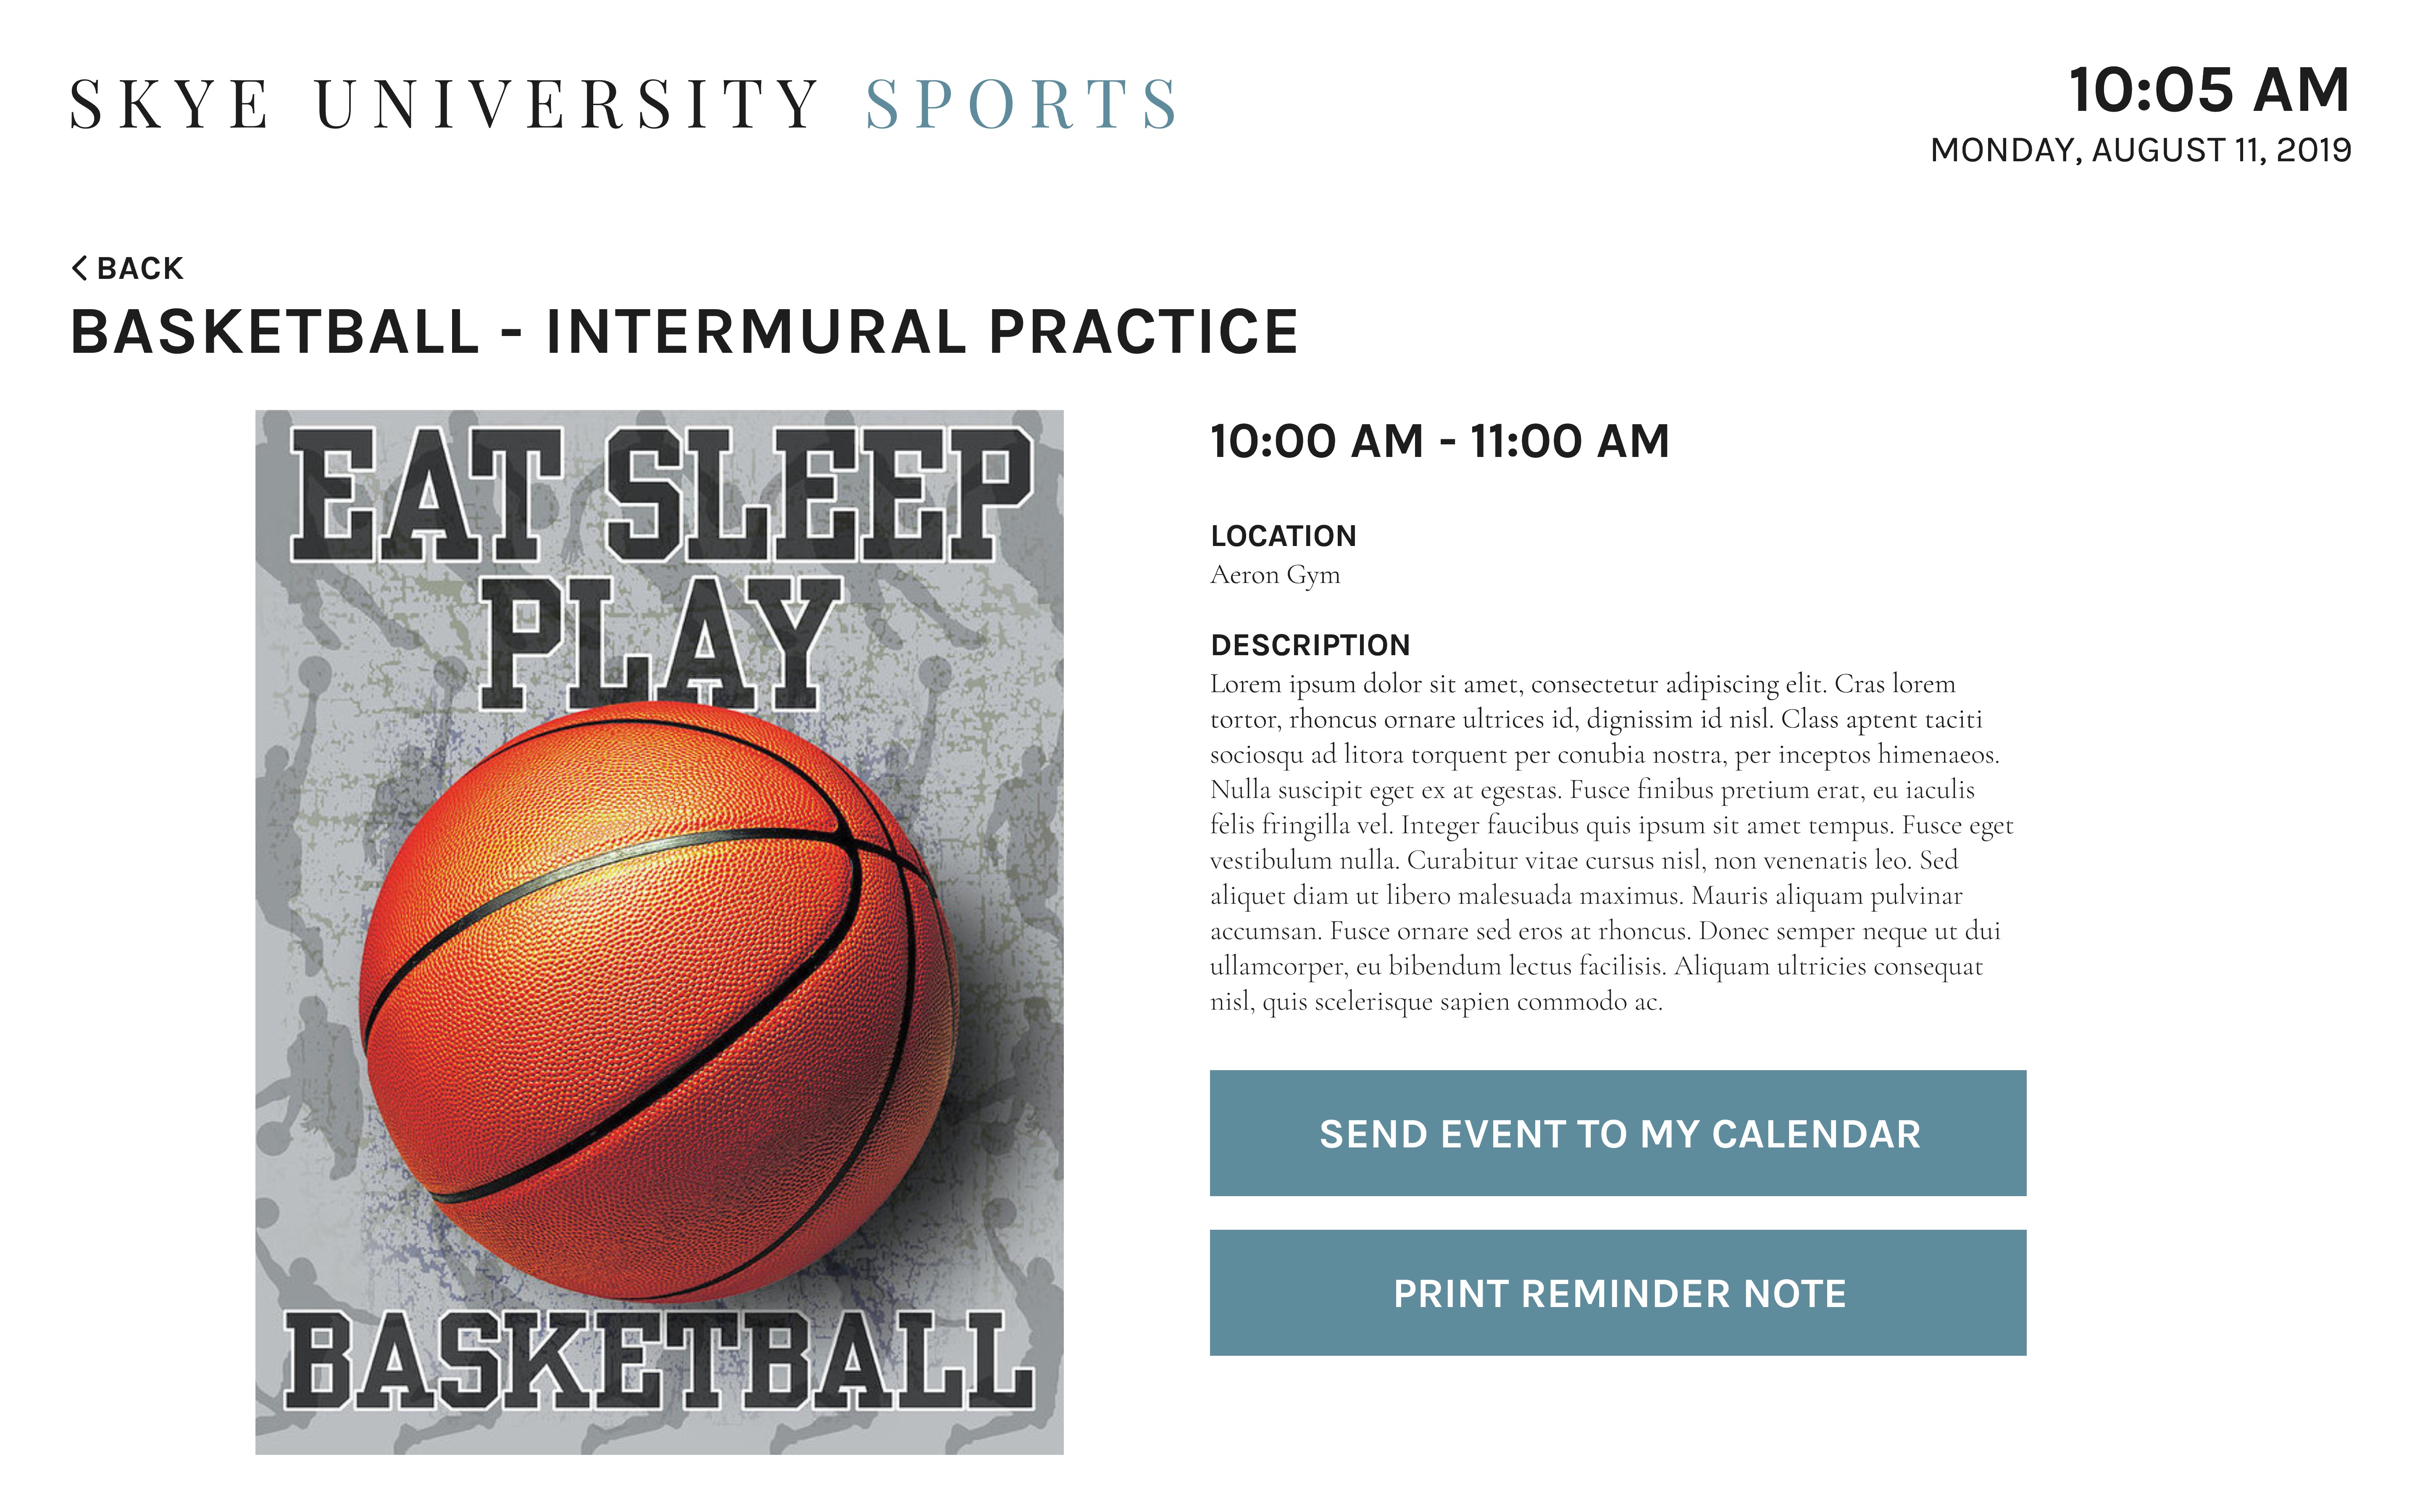 SKYE UNIVERSITY SPORTS
10:05 AM
MONDAY, AUGUST 11, 2019
< BACK
BASKETBALL - INTERMURAL PRACTICE
EAT SLEEP
PLAY
BASKETBALL
10:00 AM - 11:00 AM
LOCATION
Aeron Gym
DESCRIPTION
Lorem ipsum dolor sit amet, consectetur adipiscing elit. Cras lorem
tortor, rhoncus ornare ultrices id, dignissim id nisl. Class aptent taciti
sociosqu ad litora torquent per conubia nostra, per inceptos himenaeos.
Nulla suscipit eget ex at egestas. Fusce finibus pretium erat, eu iaculis
felis fringilla vel. Integer faucibus quis ipsum sit amet tempus. Fusce eget
vestibulum nulla. Curabitur vitae cursus nisl, non venenatis leo. Sed
aliquet diam ut libero malesuada maximus. Mauris aliquam pulvinar
accumsan. Fusce ornare sed eros at rhoncus. Donec semper neque ut dui
ullamcorper, eu bibendum lectus facilisis. Aliquam ultricies consequat
nisl, quis scelerisque sapien commodo ac.
SEND EVENT TO MY CALENDAR
PRINT REMINDER NOTE